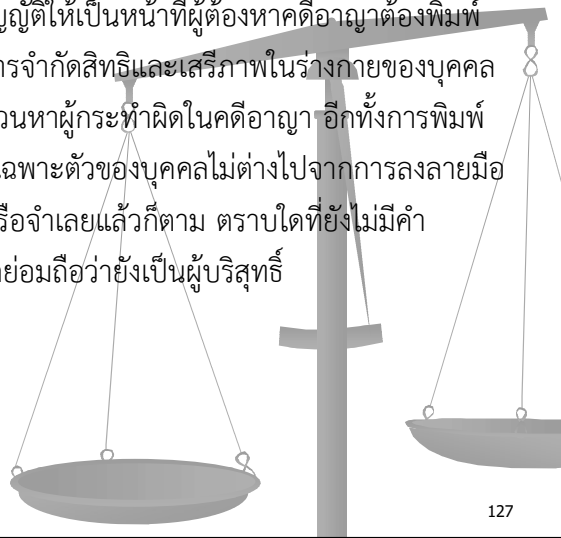 ญญัติให้เป็นหน้าที่ผู้ต้องหาคดีอาญาต้องพิมพ์
ารจำกัดสิทธิและเสรีภาพในร่างกายของบุคคล
วนหาผู้กระทำผิดในคดีอาญา อีกทั้งการพิมพ์
ฉพาะตัวของบุคคลไม่ต่างไปจากการลงลายมือ
รือจำเลยแล้วก็ตาม ตราบใดที่ยังไม่มีคำ
ย่อมถือว่ายังเป็นผู้บริสุทธิ์
127